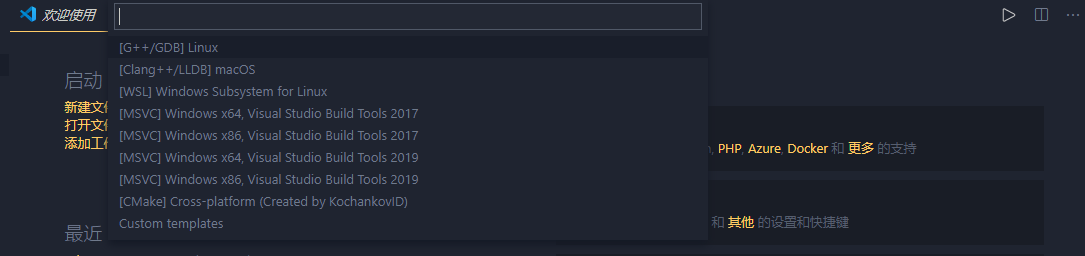 欢迎使用
[G++/GDB] Linux
[Clang++/LLDB] macOS
[WSL] Windows Subsystem for Linux
[MSVC] Windows x64, Visual Studio Build Tools 2017
[MSVC] Windows x86, Visual Studio Build Tools 2017
[MSVC] Windows x64, Visual Studio Build Tools 2019
[MSVC] Windows x86, Visual Studio Build Tools 2019
[CMake] Cross-platform (Created by KochankovID)
Custom templates
启动
新建文件
打开文件
添加工作
最近
PHP, Azure, Docker 和 更多 的支持
和 其他 的设置和快捷键